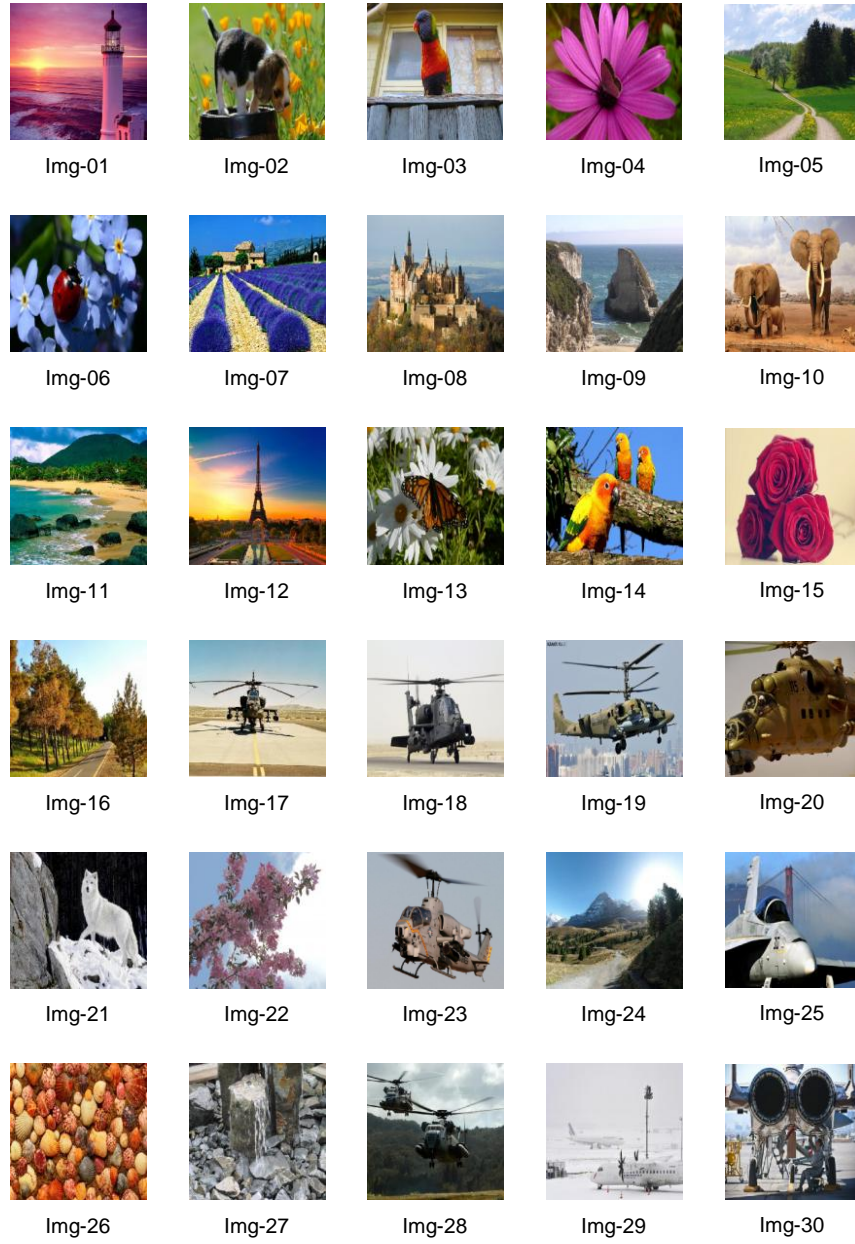 Img-01 Img-02 Img-03 Img-04 Img-05
Img-06 Img-07 Img-08 Img-09 Img-10
Img-11 Img-12 Img-13 Img-14 Img-15
Img-16 Img-17 Img-18 Img-19 Img-20
Img-21 Img-22 Img-23 Img-24 Img-25
Img-26 Img-27 Img-28 Img-29 Img-30